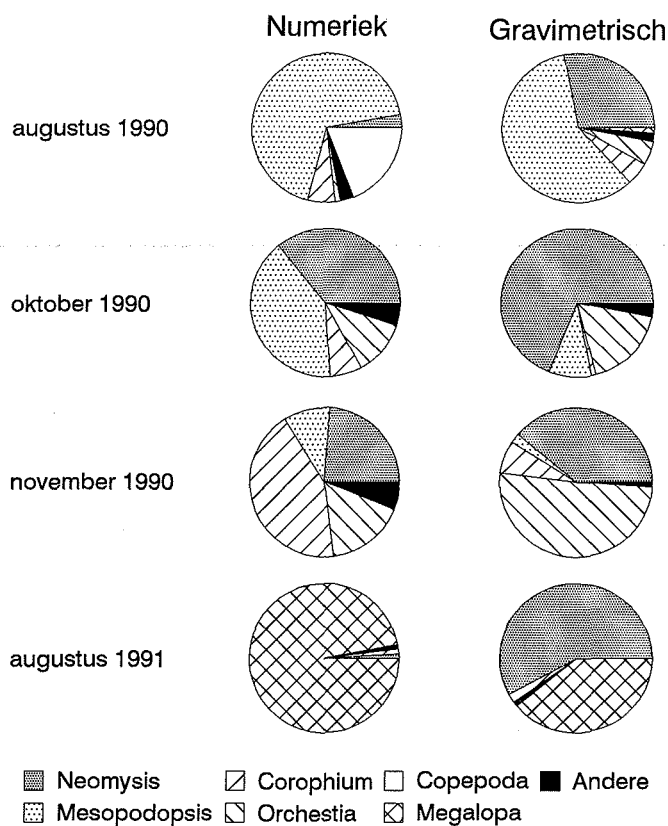 Numeriek Gravimetrisch
augustus 1990
oktober 1990
november 1990
augustus 1991
Neomysis Corophium Copepoda Andere
Mesopodopsis Orchestia Megalopa